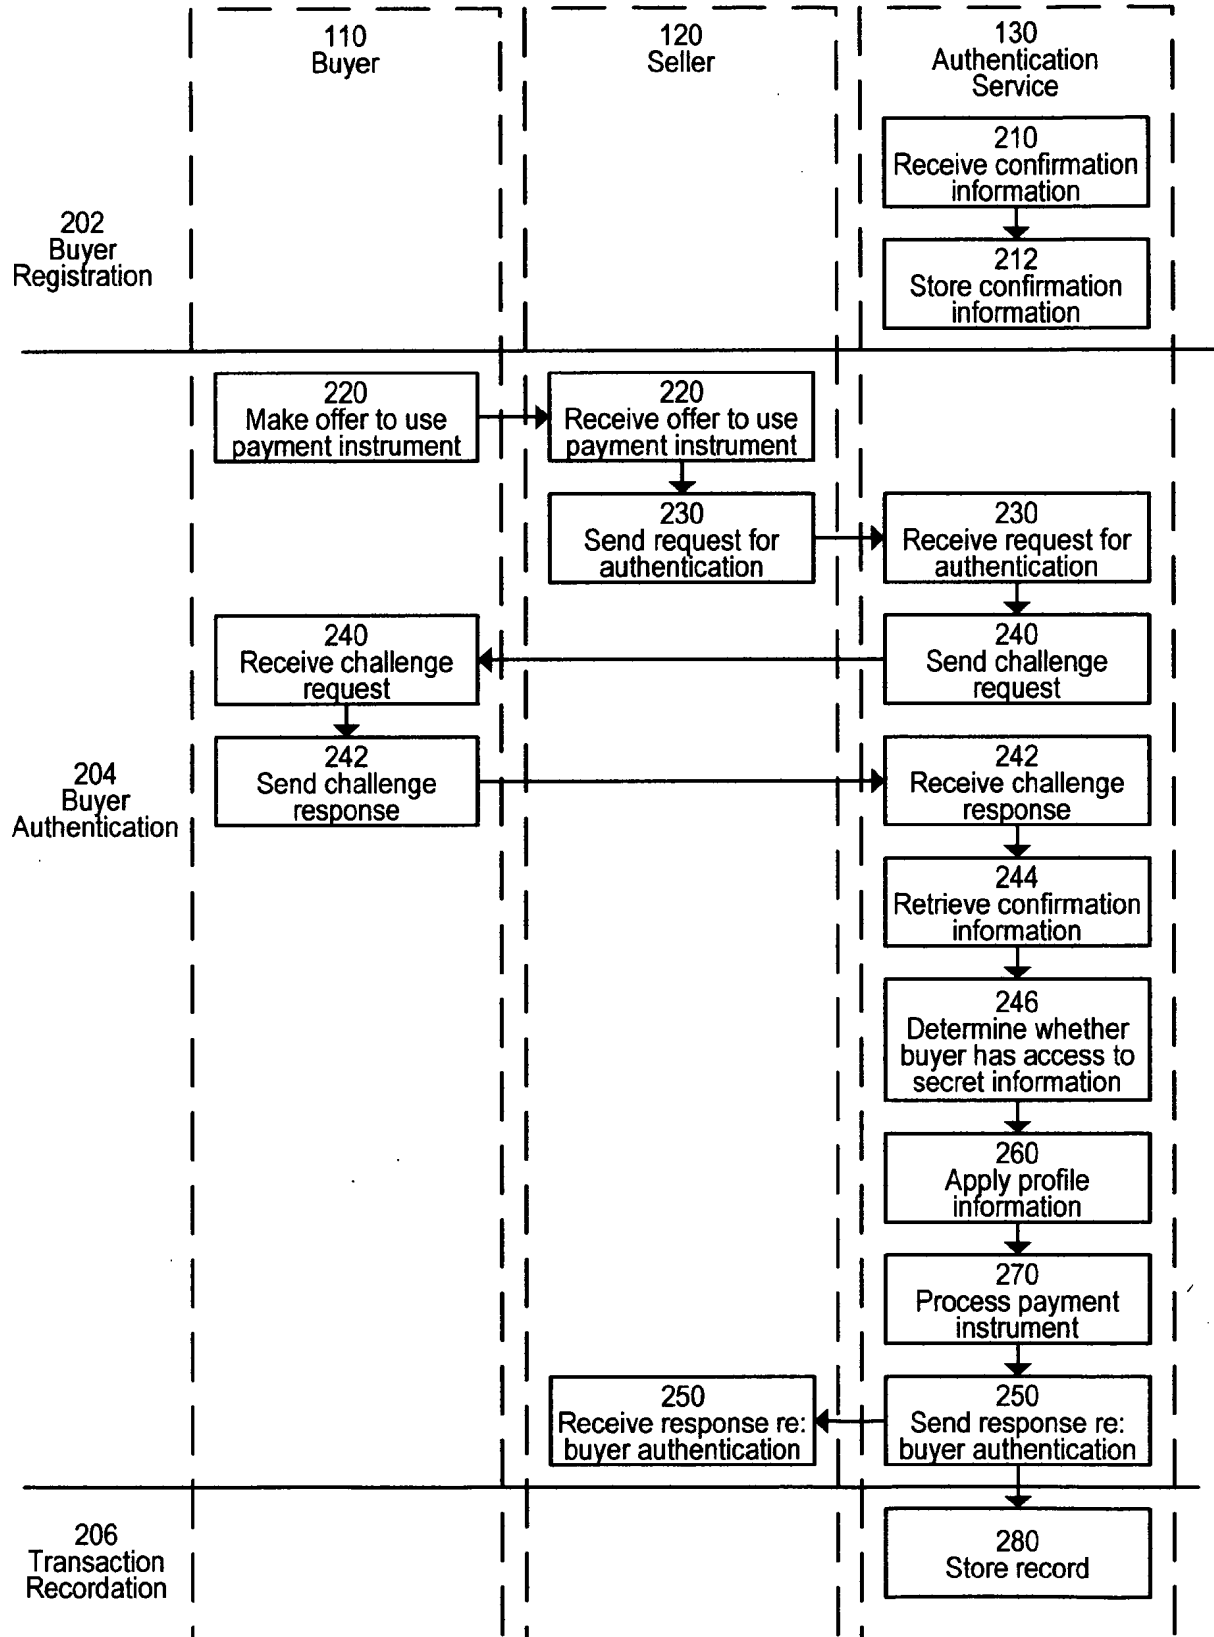 110
Buyer
120
Seller
130
Authentication
Service
210
Receive confirmation
information
202
Buyer
Registration
212
Store confirmation
information
220
Make offer to use
payment instrument
220
Receive offer to use
payment instrument
230
Send request for
authentication
230
Receive request for
authentication
240
Receive challenge
request
240
Send challenge
request
204
Buyer
Authentication
242
Send challenge
response
242
Receive challenge
response
244
Retrieve confirmation
information
246
Determine whether
buyer has access to
secret information
260
Apply profile
information
270
Process payment
instrument
250
Receive response re:
buyer authentication
250
Send response re:
buyer authentication
206
Transaction
Recordation
280
Store record